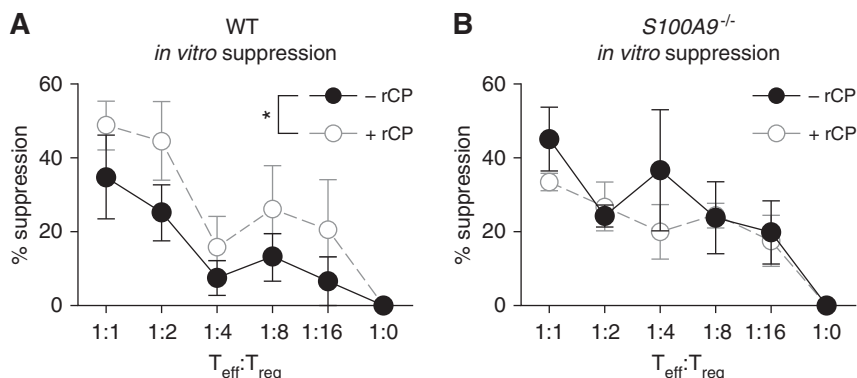 A
WT
in vitro suppression
% suppression
60
40
20
0
*
– rCP
+ rCP
1:1 1:2 1:4 1:8 1:16 1:0
Teff:Treg
B
S100A9-/-
in vitro suppression
% suppression
60
40
20
0
– rCP
+ rCP
1:1 1:2 1:4 1:8 1:16 1:0
Teff:Treg